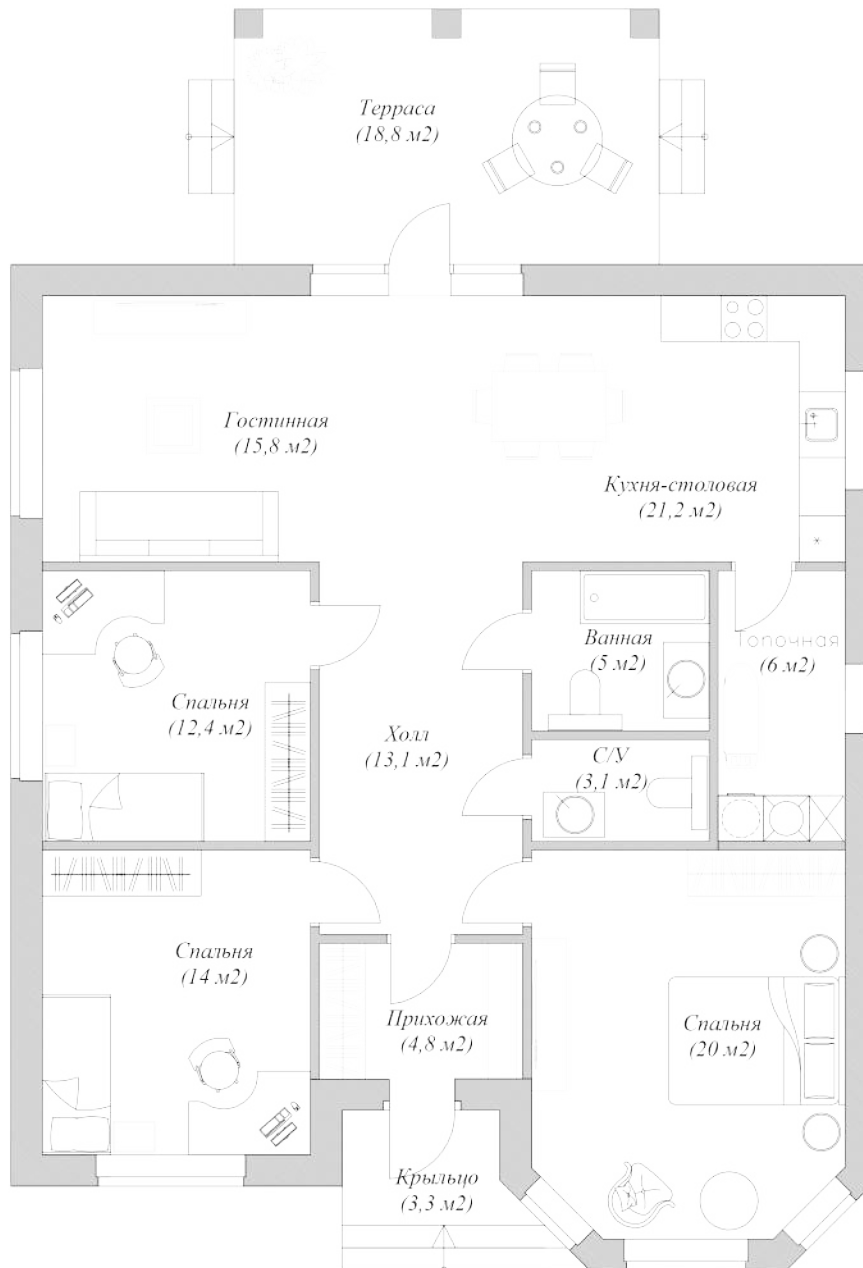 Терраса
(18,8 м2)
Гостинная
(15,8 м2)
Кухня-столовая
(21,2 м2)
Ванная
(5 м2)
Топочная
(6 м2)
Спальня
(12,4 м2)
Холл
(13,1 м2)
С/У
(3,1 м2)
Спальня
(14 м2)
Прихожая
(4,8 м2)
Спальня
(20 м2)
Крыльцо
(3,3 м2)